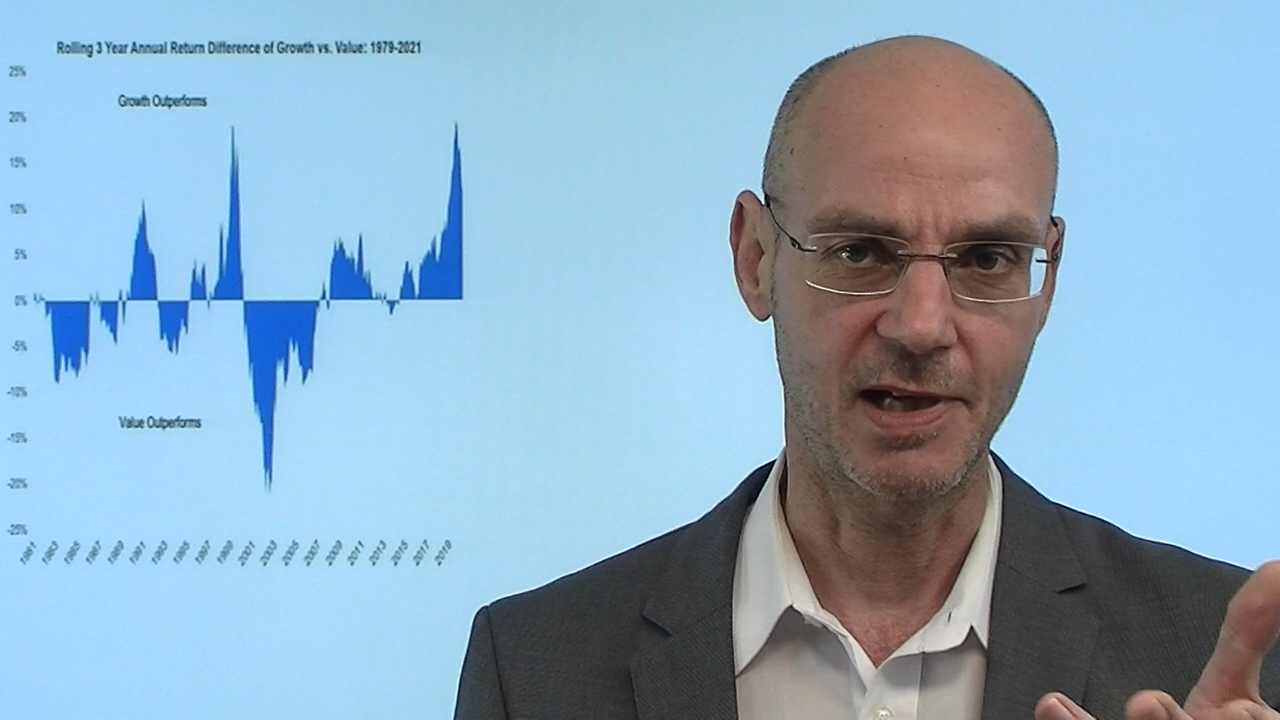 Rolling 3 Year Annual Return Difference of Growth vs. Value: 1979-2021
25%
Growth Outperforms
20%
15%
10%
5%
0%
-5%
-10%
Value Outperforms
-15%
-20%
-25%
1981 1983 1985 1987 1989 1991 1993 1995 1997 1999 2001 2003 2005 2007 2009 2011 2013 2015 2017 2019